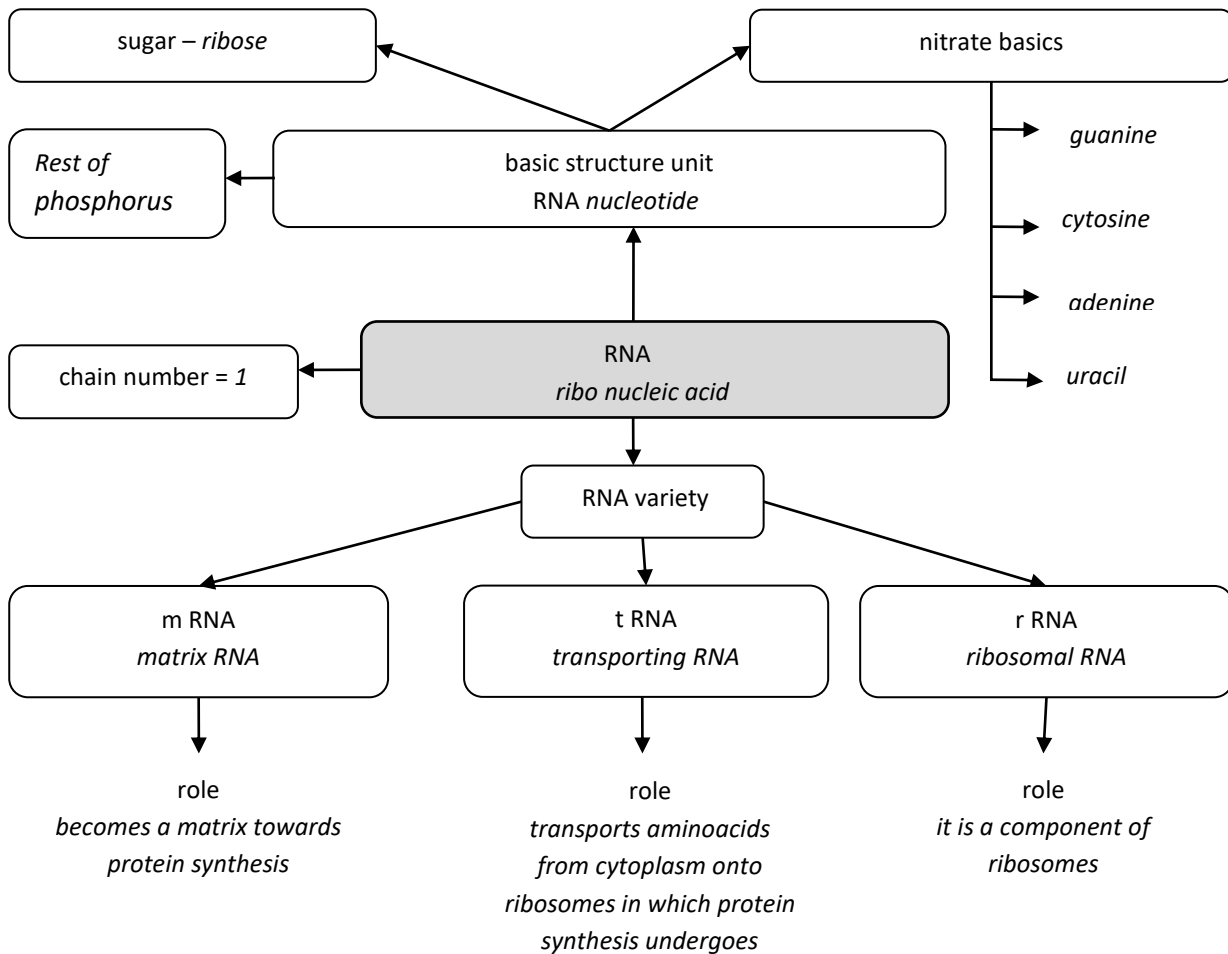 sugar – ribose
nitrate basics
guanine
cytosine
adenine
uracil
basic structure unit
RNA nucleotide
Rest of
phosphorus
RNA
ribo nucleic acid
chain number = 1
RNA variety
m RNA
matrix RNA
t RNA
transporting RNA
r RNA
ribosomal RNA
role
becomes a matrix towards
protein synthesis
role
transports aminoacids
from cytoplasm onto
ribosomes in which protein
synthesis undergoes
role
it is a component of
ribosomes